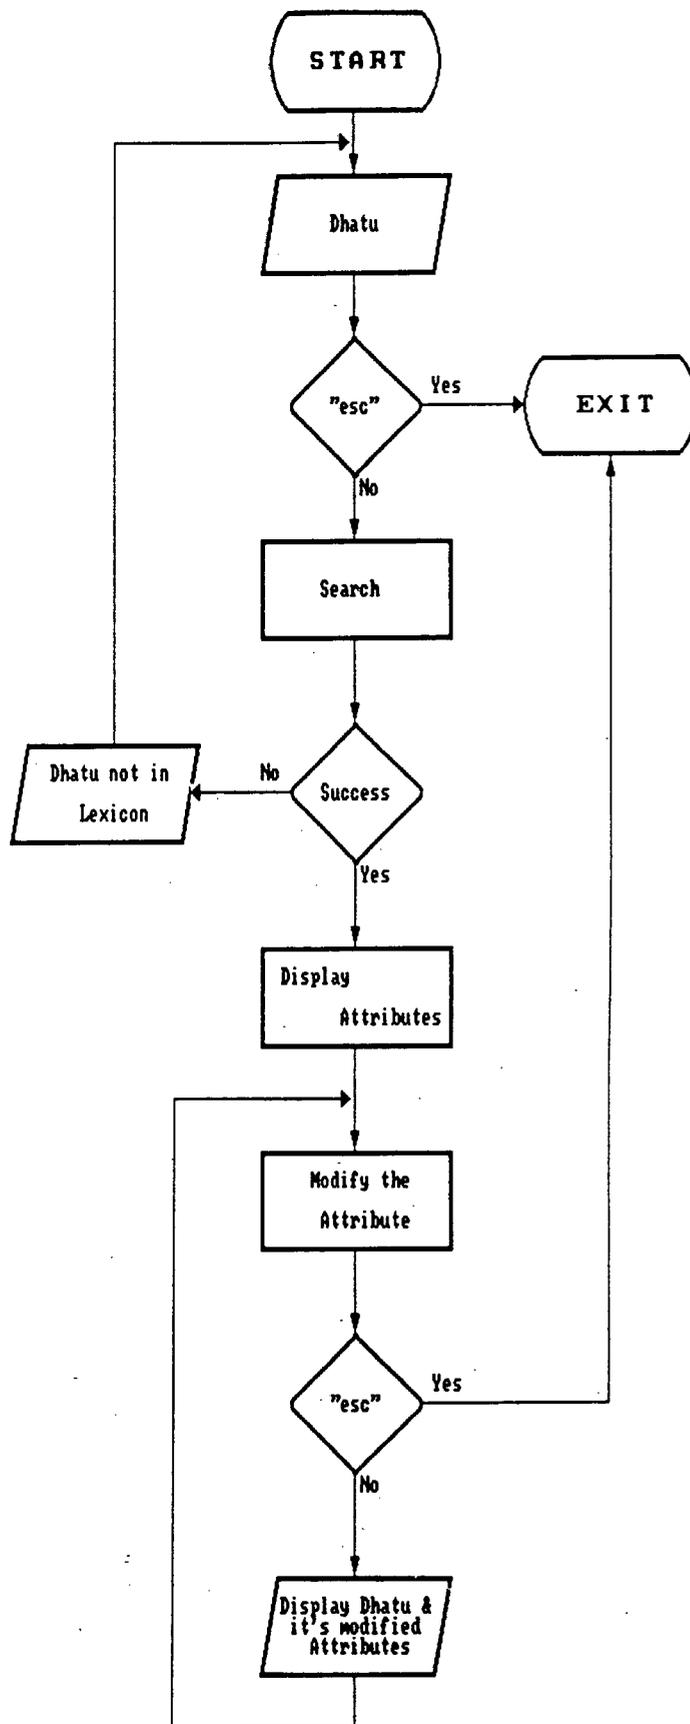 START
Dhatu
"esc"
Yes
EXIT
No
Search
Dhatu not in
Lexicon
No
Success
Yes
Display
Attributes
Modify the
Attribute
"esc"
Yes
No
Display Dhatu &
it's modified
Attributes